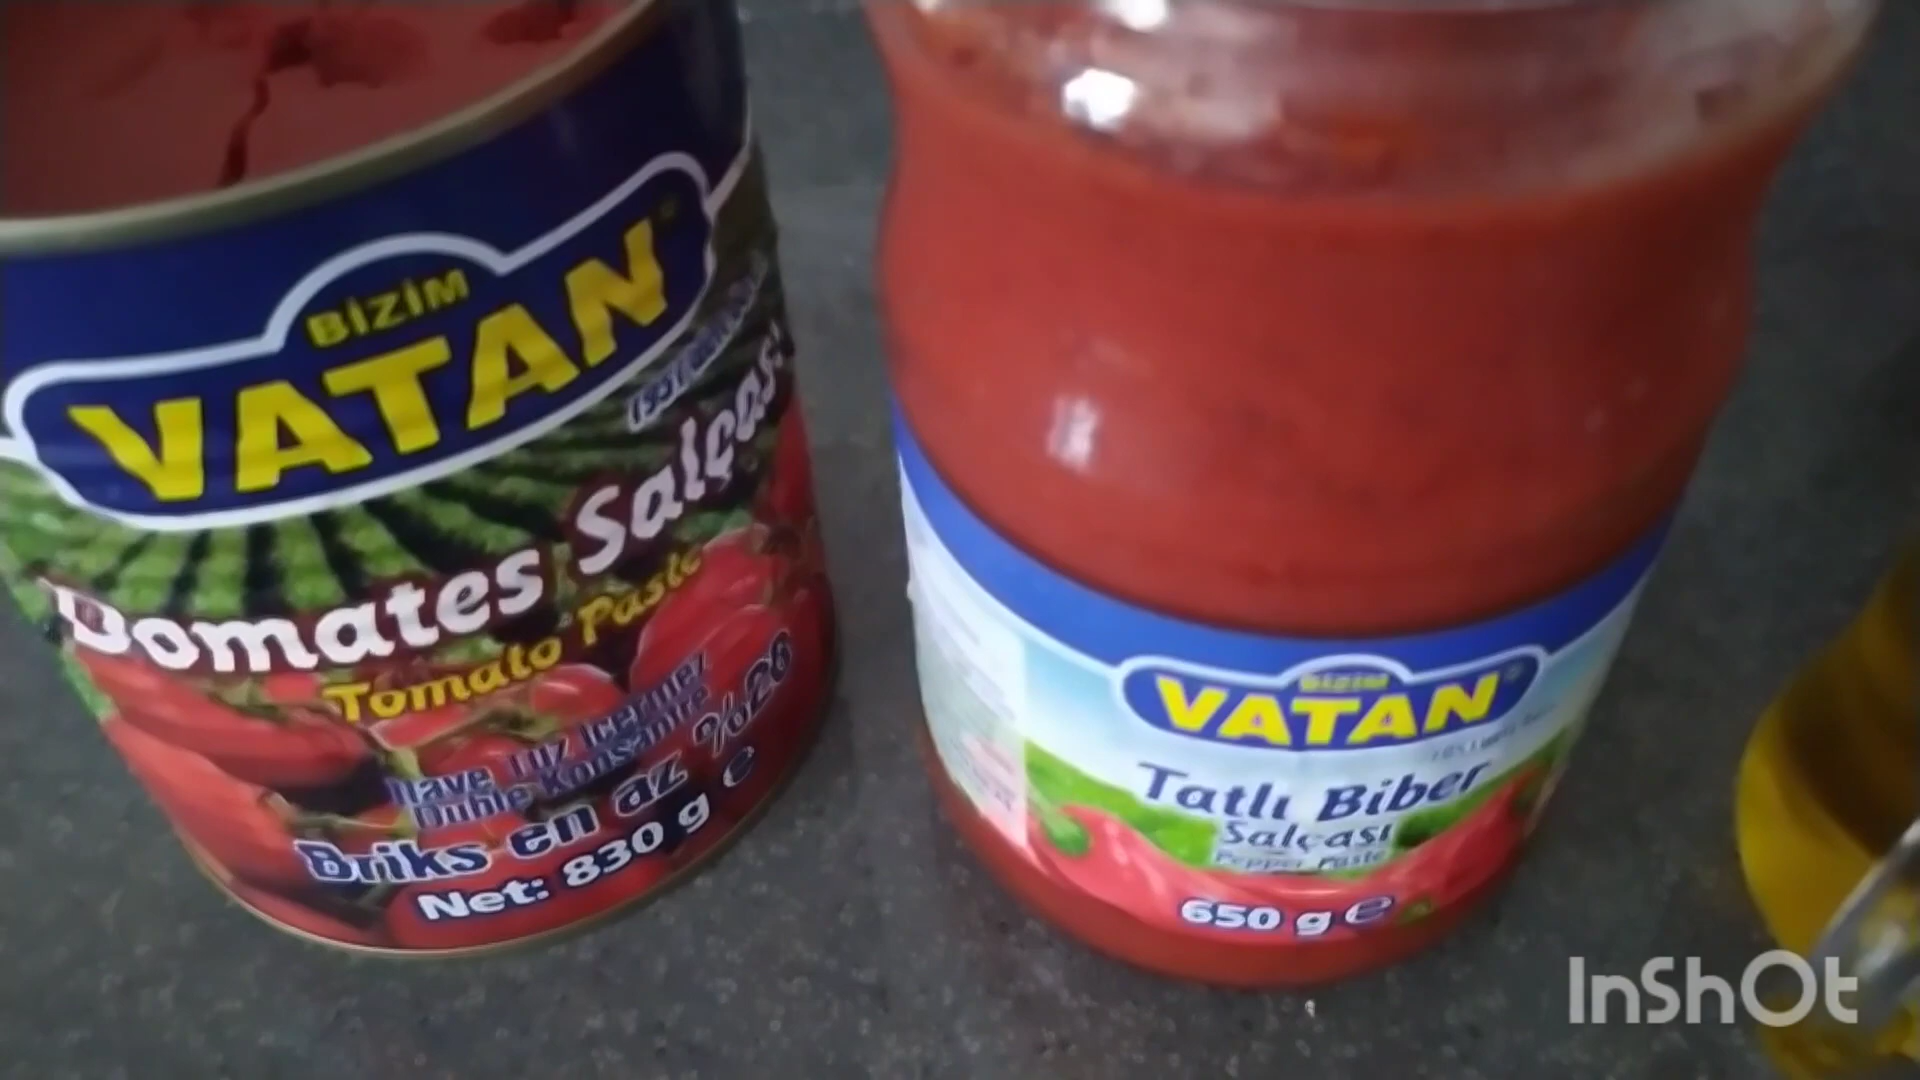 BİZİM
VATAN
Domates Salçası
Tomato Paste
İlave Tuz İçermez
Duble Konsantre
Briks en az %26
Net: 830 g e
BİZİM
VATAN
Tatlı Biber
Salçası
Pepper Paste
650 g e
InShOt